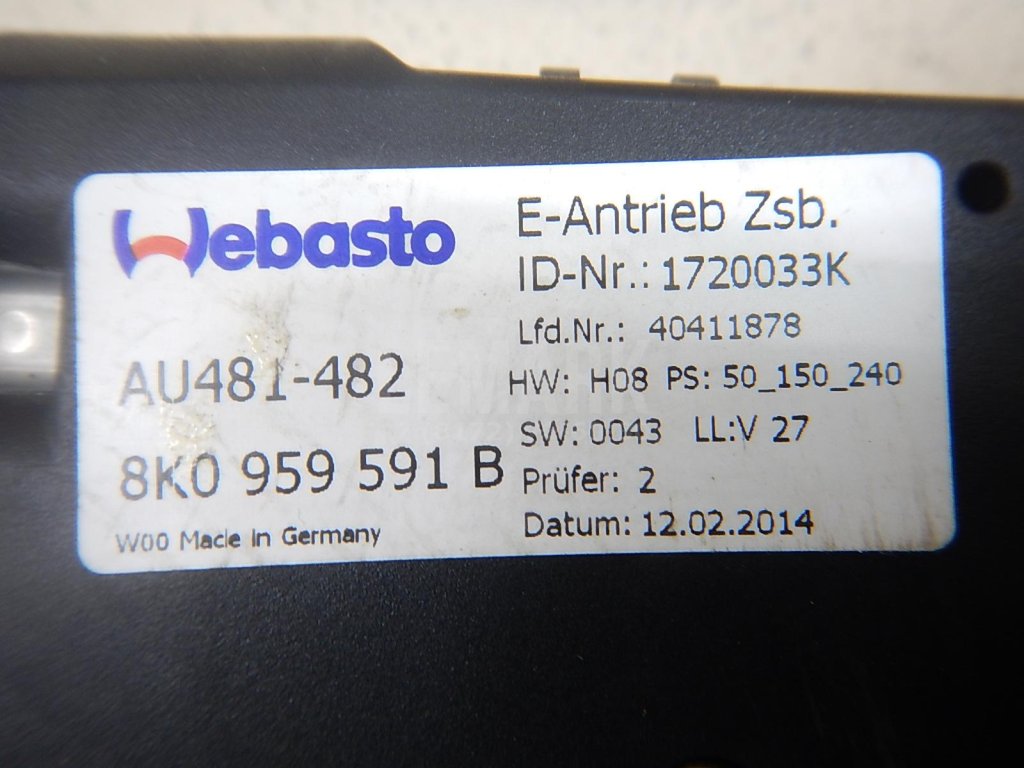 Webasto
AU481-482
8K0 959 591 B
W00 Made in Germany
E-Antrieb Zsb.
ID-Nr.: 1720033K
Lfd.Nr.: 40411878
HW: H08 PS: 50_150_240
SW: 0043 LL:V 27
Prüfer: 2
Datum: 12.02.2014